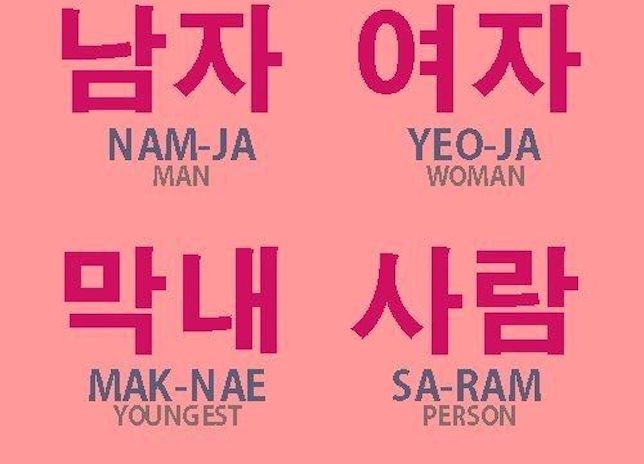 남자 여자
NAM-JA YEO-JA
MAN WOMAN
막내 사람
MAK-NAE SA-RAM
YOUNGEST PERSON